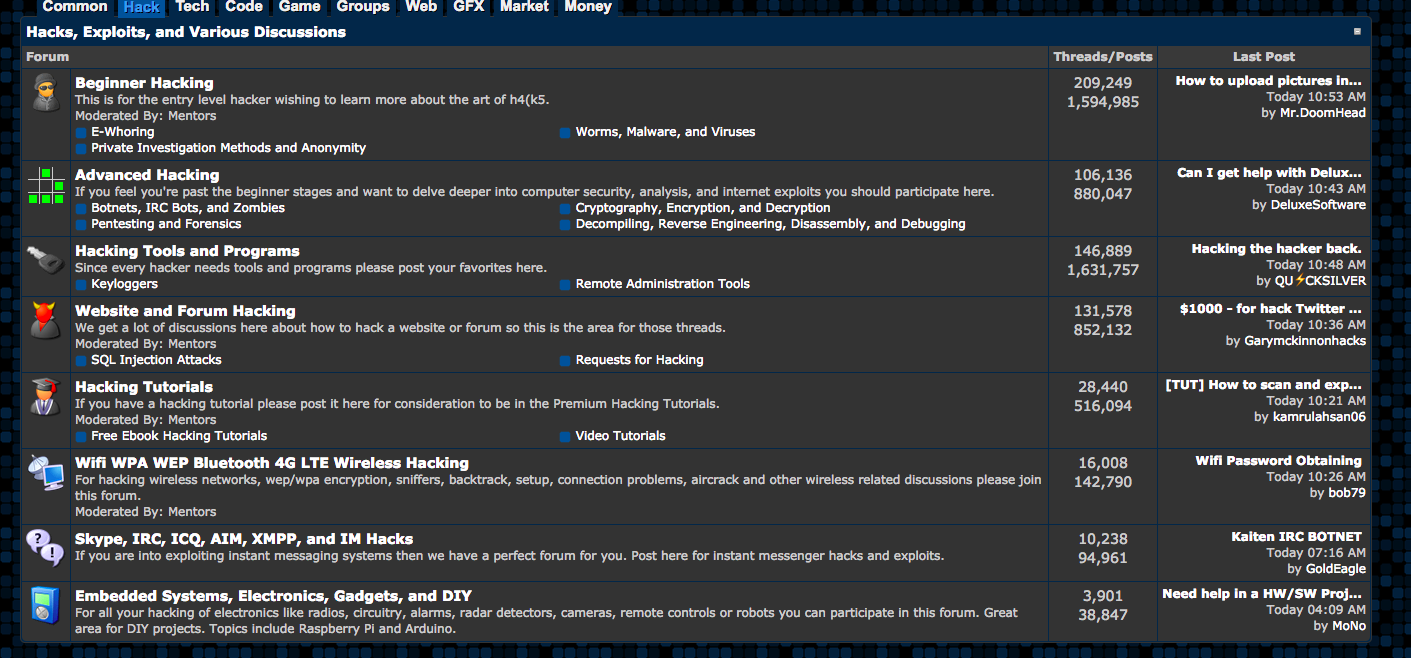 Common Hack Tech Code Game Groups Web GFX Market Money
Hacks, Exploits, and Various Discussions
Forum Threads/Posts Last Post
Beginner Hacking
This is for the entry level hacker wishing to learn more about the art of h4(k5.
Moderated By: Mentors
E-Whoring Worms, Malware, and Viruses
Private Investigation Methods and Anonymity
209,249
1,594,985
How to upload pictures in...
Today 10:53 AM
by Mr.DoomHead
Advanced Hacking
If you feel you're past the beginner stages and want to delve deeper into computer security, analysis, and internet exploits you should participate here.
Botnets, IRC Bots, and Zombies Cryptography, Encryption, and Decryption
Pentesting and Forensics Decompiling, Reverse Engineering, Disassembly, and Debugging
106,136
880,047
Can I get help with Delux...
Today 10:43 AM
by DeluxeSoftware
Hacking Tools and Programs
Since every hacker needs tools and programs please post your favorites here.
Keyloggers Remote Administration Tools
146,889
1,631,757
Hacking the hacker back.
Today 10:48 AM
by QU⚡CKSILVER
Website and Forum Hacking
We get a lot of discussions here about how to hack a website or forum so this is the area for those threads.
Moderated By: Mentors
SQL Injection Attacks Requests for Hacking
131,578
852,132
$1000 - for hack Twitter ...
Today 10:36 AM
by Garymckinnonhacks
Hacking Tutorials
If you have a hacking tutorial please post it here for consideration to be in the Premium Hacking Tutorials.
Moderated By: Mentors
Free Ebook Hacking Tutorials Video Tutorials
28,440
516,094
[TUT] How to scan and exp...
Today 10:21 AM
by kamrulahsan06
Wifi WPA WEP Bluetooth 4G LTE Wireless Hacking
For hacking wireless networks, wep/wpa encryption, sniffers, backtrack, setup, connection problems, aircrack and other wireless related discussions please join
this forum.
Moderated By: Mentors
16,008
142,790
Wifi Password Obtaining
Today 10:26 AM
by bob79
Skype, IRC, ICQ, AIM, XMPP, and IM Hacks
If you are into exploiting instant messaging systems then we have a perfect forum for you. Post here for instant messenger hacks and exploits.
10,238
94,961
Kaiten IRC BOTNET
Today 07:16 AM
by GoldEagle
Embedded Systems, Electronics, Gadgets, and DIY
For all your hacking of electronics like radios, circuitry, alarms, radar detectors, cameras, remote controls or robots you can participate in this forum. Great
area for DIY projects. Topics include Raspberry Pi and Arduino.
3,901
38,847
Need help in a HW/SW Proj...
Today 04:09 AM
by MoNo